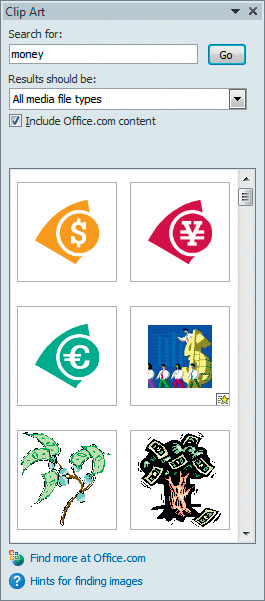 Clip Art
Search for:
money
Go
Results should be:
All media file types
Include Office.com content
$
¥
€
Find more at Office.com
Hints for finding images